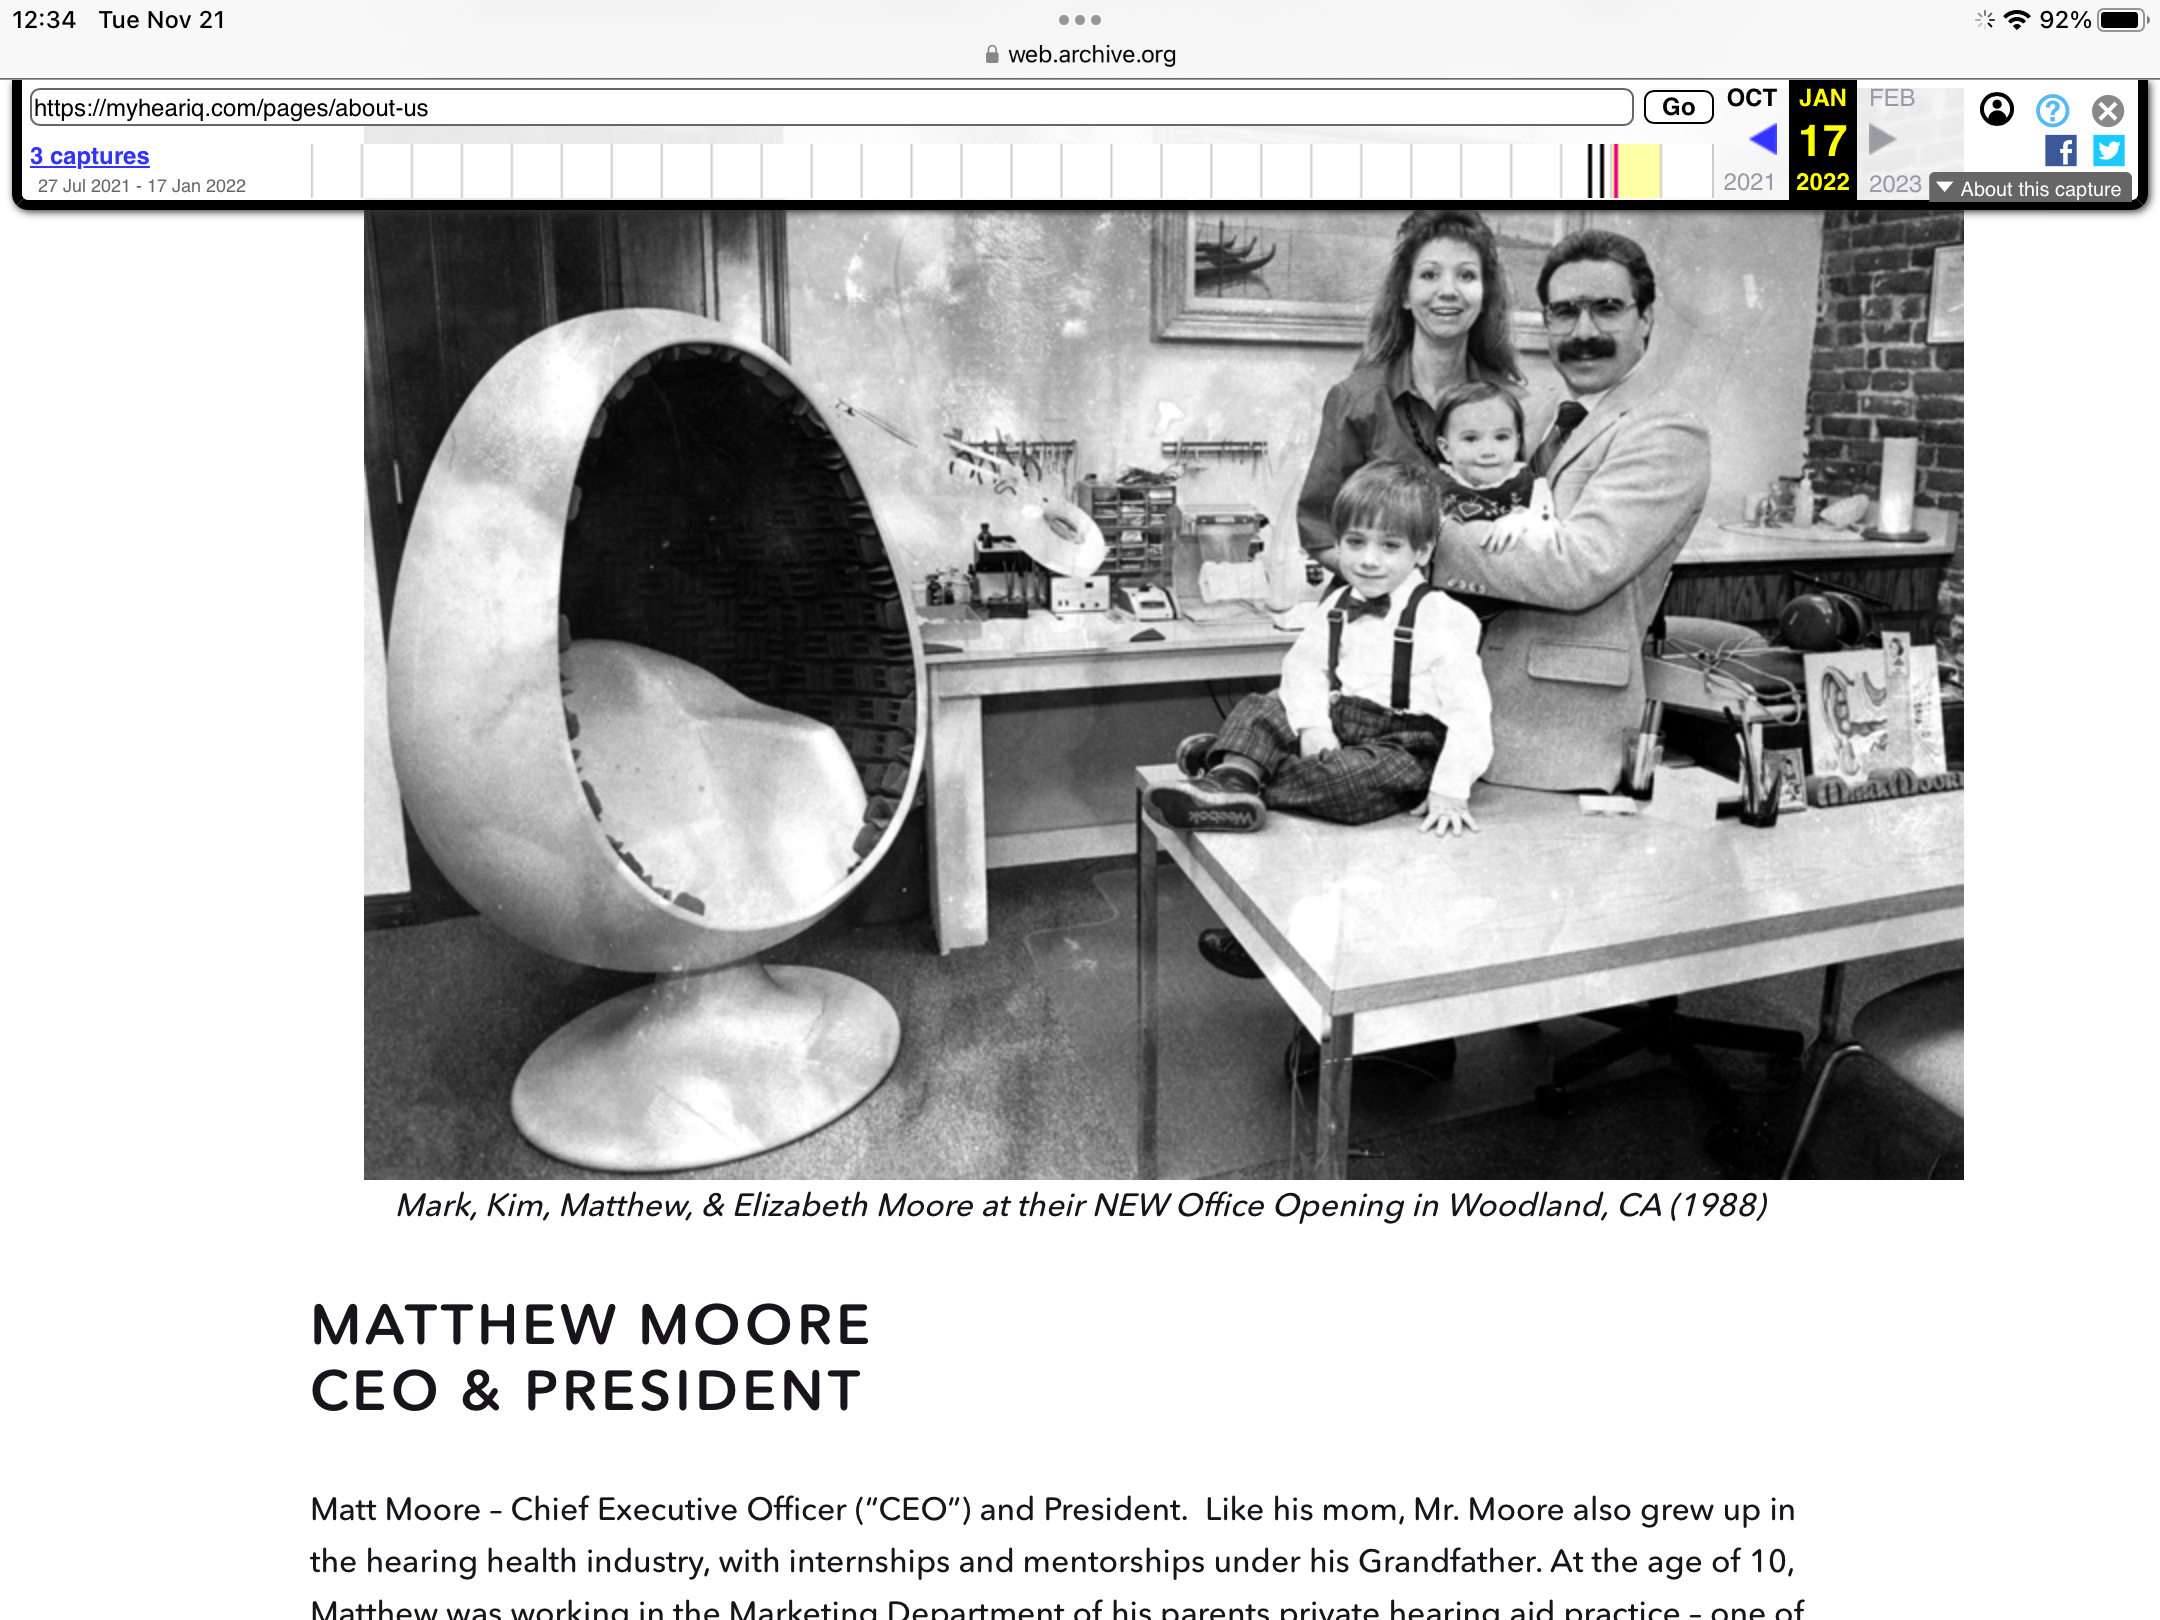 12:34 Tue Nov 21
92%
web.archive.org
https://myheariq.com/pages/about-us
Go
OCT
JAN
FEB
17
3 captures
27 Jul 2021 - 17 Jan 2022
2021
2022
2023
About this capture
Weebok
Mark Moore
Mark, Kim, Matthew, & Elizabeth Moore at their NEW Office Opening in Woodland, CA (1988)
MATTHEW MOORE
CEO & PRESIDENT
Matt Moore – Chief Executive Officer (“CEO”) and President.  Like his mom, Mr. Moore also grew up in
the hearing health industry, with internships and mentorships under his Grandfather. At the age of 10,
Matthew was working in the Marketing Department of his parents private hearing aid practice – one of